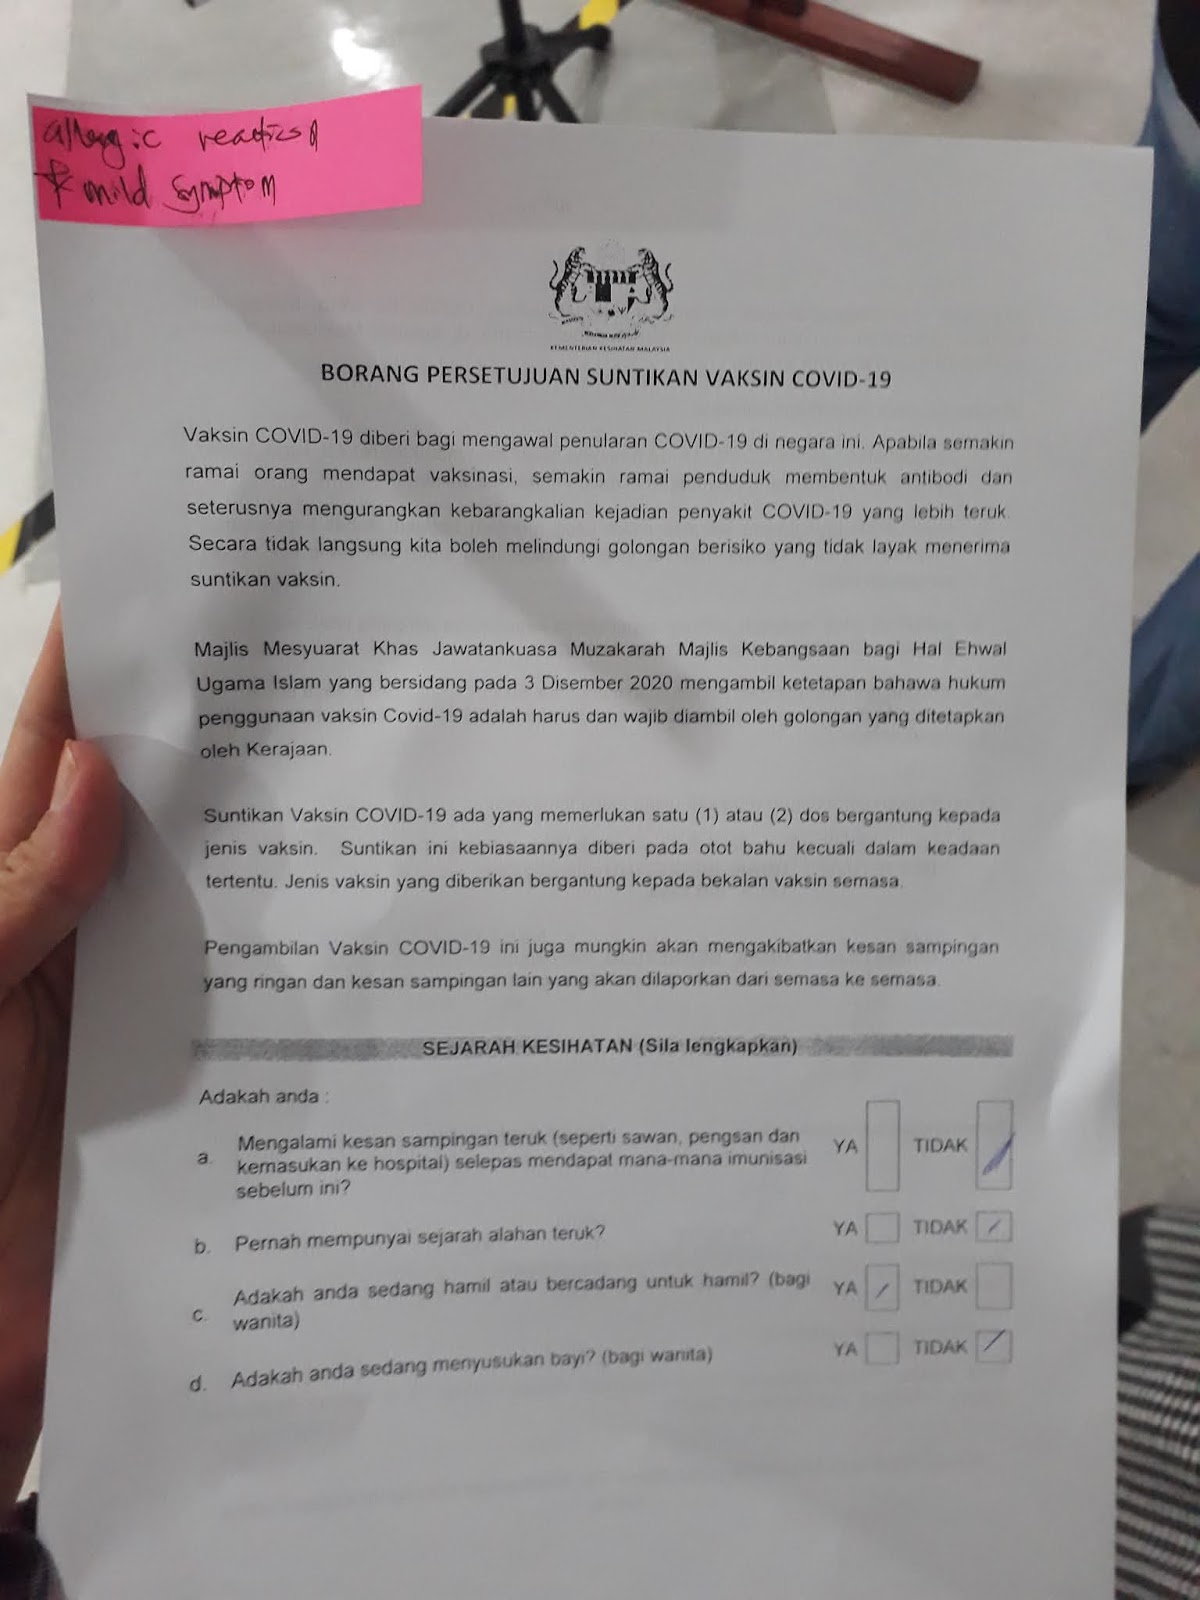 allergic reaction
& mild symptom
KEMENTERIAN KESIHATAN MALAYSIA
BORANG PERSETUJUAN SUNTIKAN VAKSIN COVID-19
Vaksin COVID-19 diberi bagi mengawal penularan COVID-19 di negara ini. Apabila semakin
ramai orang mendapat vaksinasi, semakin ramai penduduk membentuk antibodi dan
seterusnya mengurangkan kebarangkalian kejadian penyakit COVID-19 yang lebih teruk.
Secara tidak langsung kita boleh melindungi golongan berisiko yang tidak layak menerima
suntikan vaksin.
Majlis Mesyuarat Khas Jawatankuasa Muzakarah Majlis Kebangsaan bagi Hal Ehwal
Ugama Islam yang bersidang pada 3 Disember 2020 mengambil ketetapan bahawa hukum
penggunaan vaksin Covid-19 adalah harus dan wajib diambil oleh golongan yang ditetapkan
oleh Kerajaan.
Suntikan Vaksin COVID-19 ada yang memerlukan satu (1) atau (2) dos bergantung kepada
jenis vaksin. Suntikan ini kebiasaannya diberi pada otot bahu kecuali dalam keadaan
tertentu. Jenis vaksin yang diberikan bergantung kepada bekalan vaksin semasa.
Pengambilan Vaksin COVID-19 ini juga mungkin akan mengakibatkan kesan sampingan
yang ringan dan kesan sampingan lain yang akan dilaporkan dari semasa ke semasa.
SEJARAH KESIHATAN (Sila lengkapkan)
Adakah anda :
a. Mengalami kesan sampingan teruk (seperti sawan, pengsan dan YA TIDAK /
kemasukan ke hospital) selepas mendapat mana-mana imunisasi
sebelum ini?
b. Pernah mempunyai sejarah alahan teruk? YA TIDAK /
c. Adakah anda sedang hamil atau bercadang untuk hamil? (bagi YA / TIDAK
wanita)
d. Adakah anda sedang menyusukan bayi? (bagi wanita) YA TIDAK /